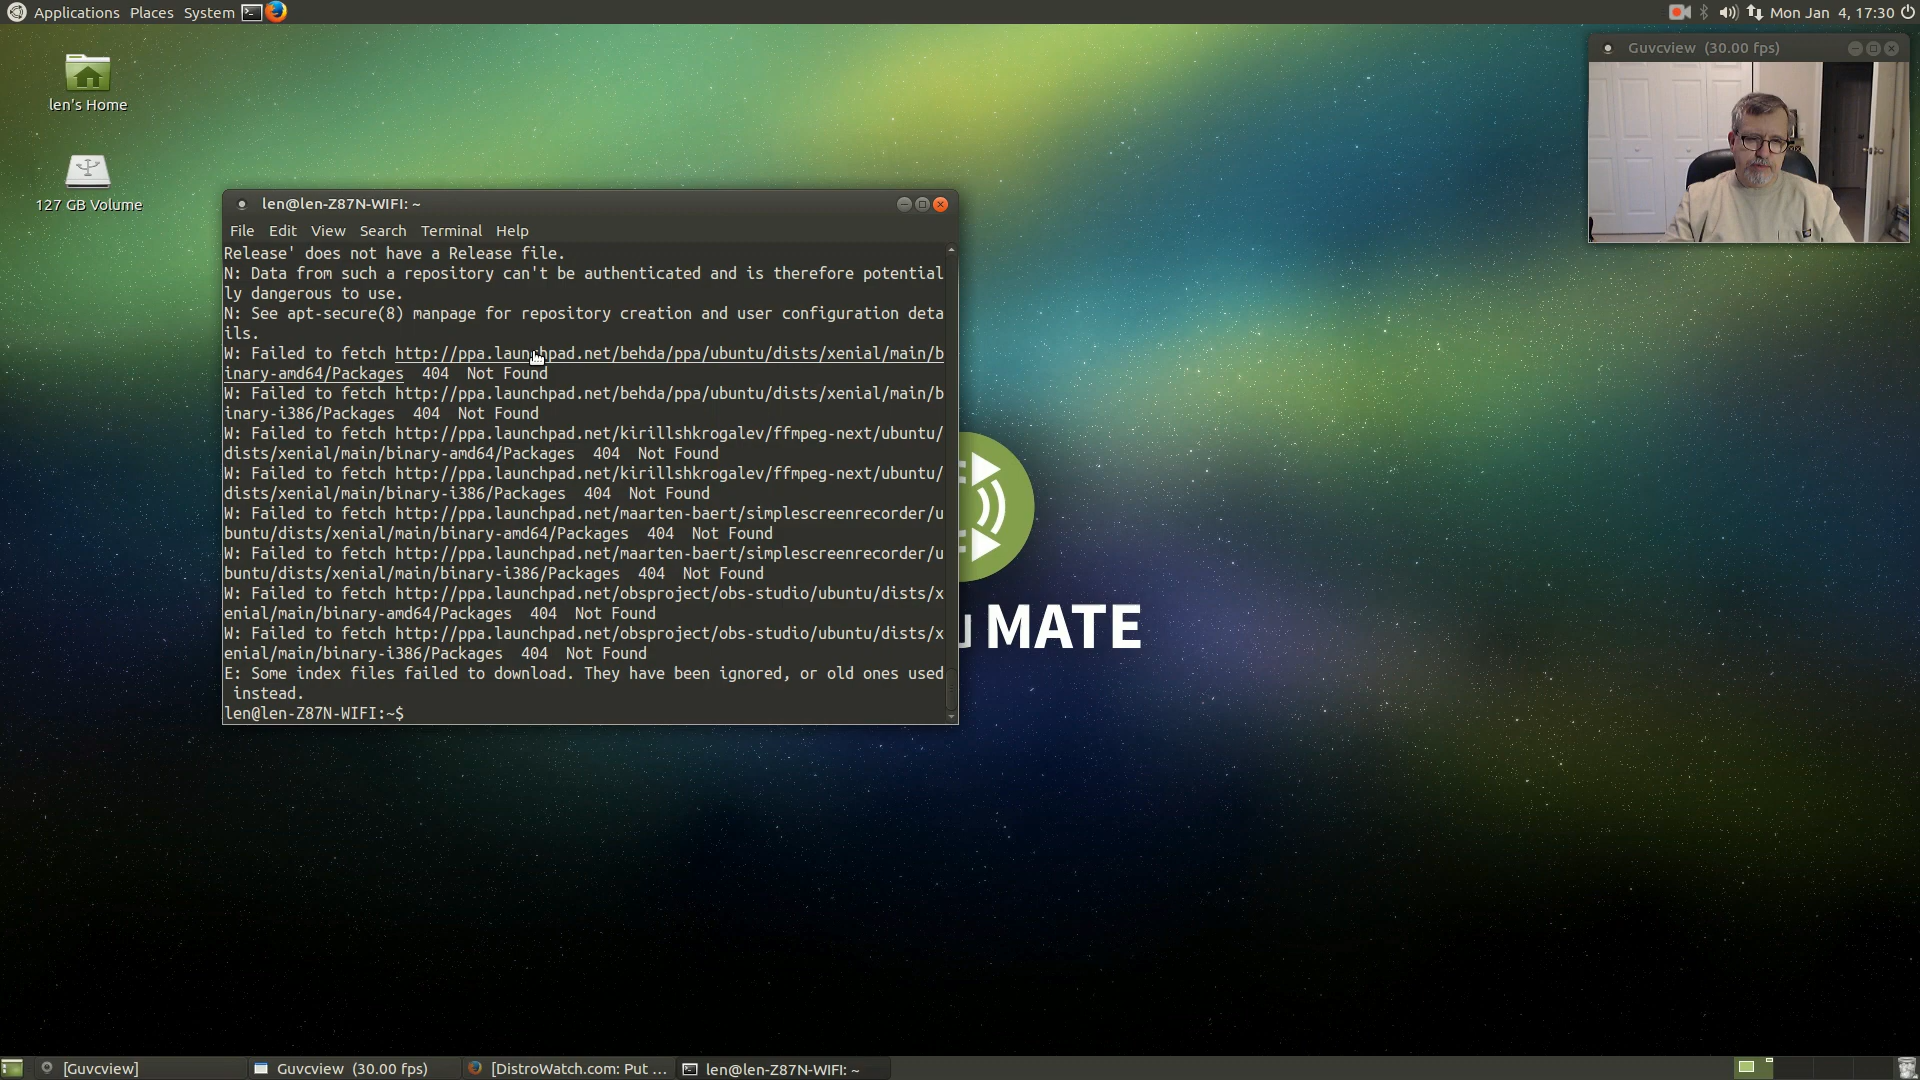 Applications Places System
Mon Jan 4, 17:30
len's Home
127 GB Volume
Guvcview (30.00 fps)
len@len-Z87N-WIFI: ~
File Edit View Search Terminal Help
Release' does not have a Release file.
N: Data from such a repository can't be authenticated and is therefore potential
ly dangerous to use.
N: See apt-secure(8) manpage for repository creation and user configuration deta
ils.
W: Failed to fetch http://ppa.launchpad.net/behda/ppa/ubuntu/dists/xenial/main/b
inary-amd64/Packages  404  Not Found
W: Failed to fetch http://ppa.launchpad.net/behda/ppa/ubuntu/dists/xenial/main/b
inary-i386/Packages  404  Not Found
W: Failed to fetch http://ppa.launchpad.net/kirillshkrogalev/ffmpeg-next/ubuntu/
dists/xenial/main/binary-amd64/Packages  404  Not Found
W: Failed to fetch http://ppa.launchpad.net/kirillshkrogalev/ffmpeg-next/ubuntu/
dists/xenial/main/binary-i386/Packages  404  Not Found
W: Failed to fetch http://ppa.launchpad.net/maarten-baert/simplescreenrecorder/u
buntu/dists/xenial/main/binary-amd64/Packages  404  Not Found
W: Failed to fetch http://ppa.launchpad.net/maarten-baert/simplescreenrecorder/u
buntu/dists/xenial/main/binary-i386/Packages  404  Not Found
W: Failed to fetch http://ppa.launchpad.net/obsproject/obs-studio/ubuntu/dists/x
enial/main/binary-amd64/Packages  404  Not Found
W: Failed to fetch http://ppa.launchpad.net/obsproject/obs-studio/ubuntu/dists/x
enial/main/binary-i386/Packages  404  Not Found
E: Some index files failed to download. They have been ignored, or old ones used
 instead.
len@len-Z87N-WIFI:~$
MATE
[Guvcview]
Guvcview (30.00 fps)
[DistroWatch.com: Put ...
len@len-Z87N-WIFI: ~